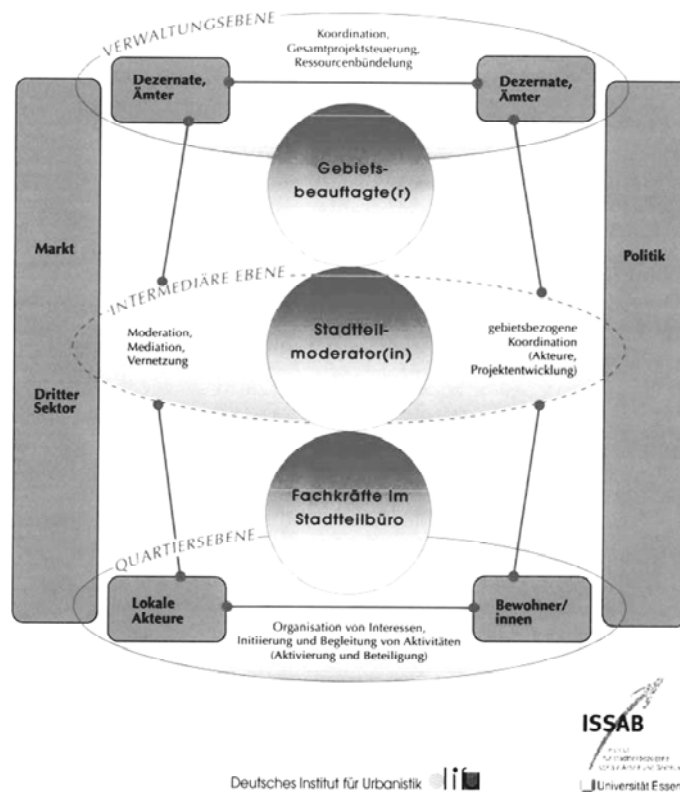 VERWALTUNGSEBENE
Koordination,
Gesamtprojektsteuerung,
Ressourcenbündelung
Dezernate,
Ämter
Dezernate,
Ämter
Gebiets-
beauftagte(r)
Markt
Politik
INTERMEDIÄRE EBENE
Moderation,
Mediation,
Vernetzung
Stadtteil-
moderator(in)
gebietsbezogene
Koordination
(Akteure,
Projektentwicklung)
Dritter
Sektor
Fachkräfte im
Stadtteilbüro
QUARTIERSEBENE
Lokale
Akteure
Bewohner/
innen
Organisation von Interessen,
Initiierung und Begleitung von Aktivitäten
(Aktivierung und Beteiligung)
ISSAB
Deutsches Institut für Urbanistik difu
Universität Essen